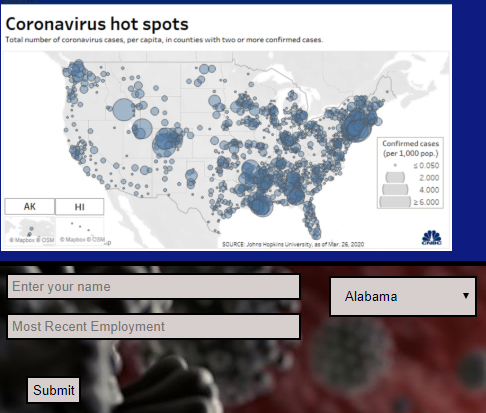 Coronavirus hot spots
Total number of coronavirus cases, per capita, in counties with two or more confirmed cases.
Confirmed cases
(per 1,000 pop.)
≤ 0.050
2.000
4.000
≥ 6.000
AK
HI
© Mapbox © OSM
© Mapbox © OSM
SOURCE: Johns Hopkins University, as of Mar. 26, 2020
CNBC
Enter your name
Alabama
Most Recent Employment
Submit